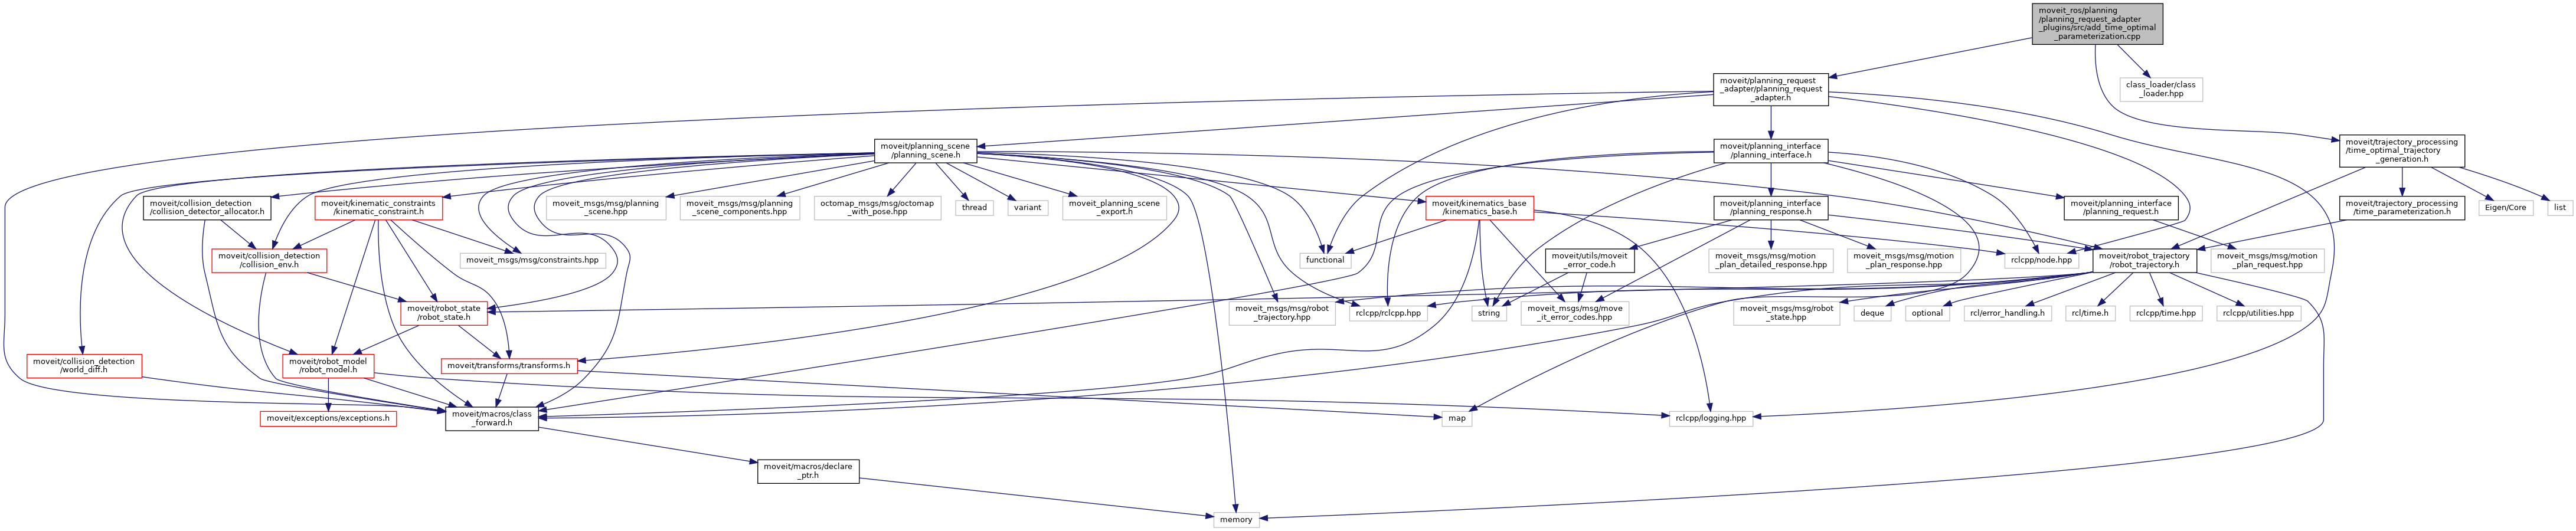 moveit_ros/planning
/planning_request_adapter
_plugins/src/add_time_optimal
_parameterization.cpp
moveit/planning_request
_adapter/planning_request
_adapter.h
class_loader/class
_loader.hpp
moveit/planning_scene
/planning_scene.h
moveit/planning_interface
/planning_interface.h
moveit/trajectory_processing
/time_optimal_trajectory
_generation.h
moveit/collision_detection
/collision_detector_allocator.h
moveit/kinematic_constraints
/kinematic_constraint.h
moveit_msgs/msg/planning
_scene.hpp
moveit_msgs/msg/planning
_scene_components.hpp
octomap_msgs/msg/octomap
_with_pose.hpp
thread
variant
moveit_planning_scene
_export.h
moveit/kinematics_base
/kinematics_base.h
moveit/planning_interface
/planning_response.h
moveit/planning_interface
/planning_request.h
moveit/trajectory_processing
/time_parameterization.h
Eigen/Core
list
moveit/collision_detection
/collision_env.h
moveit_msgs/msg/constraints.hpp
functional
moveit/utils/moveit
_error_code.h
moveit_msgs/msg/motion
_plan_detailed_response.hpp
moveit_msgs/msg/motion
_plan_response.hpp
rclcpp/node.hpp
moveit/robot_trajectory
/robot_trajectory.h
moveit_msgs/msg/motion
_plan_request.hpp
moveit/robot_state
/robot_state.h
moveit_msgs/msg/robot
_trajectory.hpp
rclcpp/rclcpp.hpp
string
moveit_msgs/msg/move
_it_error_codes.hpp
moveit_msgs/msg/robot
_state.hpp
deque
optional
rcl/error_handling.h
rcl/time.h
rclcpp/time.hpp
rclcpp/utilities.hpp
moveit/collision_detection
/world_diff.h
moveit/robot_model
/robot_model.h
moveit/transforms/transforms.h
moveit/exceptions/exceptions.h
moveit/macros/class
_forward.h
map
rclcpp/logging.hpp
moveit/macros/declare
_ptr.h
memory